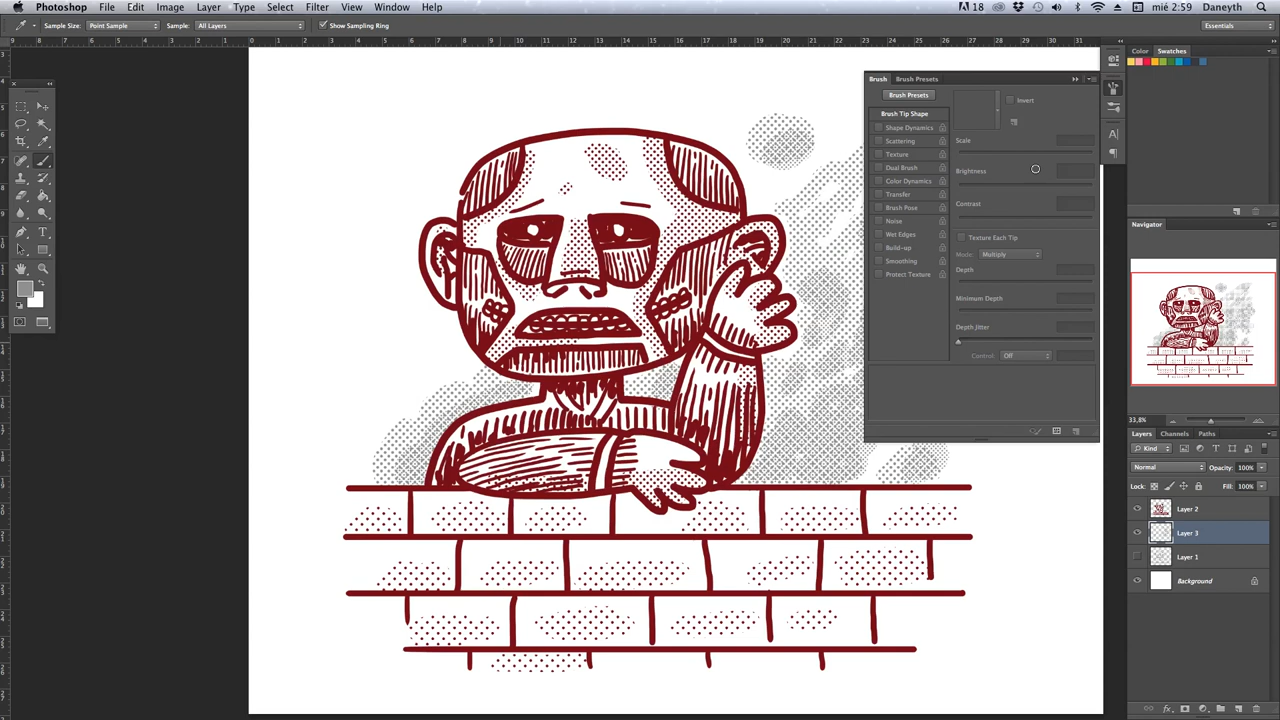 Photoshop File Edit Image Layer Type Select Filter View Window Help 18 mié 2:59 Daneyth
Sample Size: Point Sample Sample: All Layers Show Sampling Ring Essentials
Brush Brush Presets
Brush Presets
Invert
Brush Tip Shape
Shape Dynamics
Scattering
Texture
Dual Brush
Color Dynamics
Transfer
Brush Pose
Noise
Wet Edges
Build-up
Smoothing
Protect Texture
Scale
Brightness
Contrast
Texture Each Tip
Mode: Multiply
Depth
Minimum Depth
Depth Jitter
Control: Off
Color Swatches
Navigator
33,8%
Layers Channels Paths
Kind
Normal Opacity: 100%
Lock: Fill: 100%
Layer 2
Layer 3
Layer 1
Background